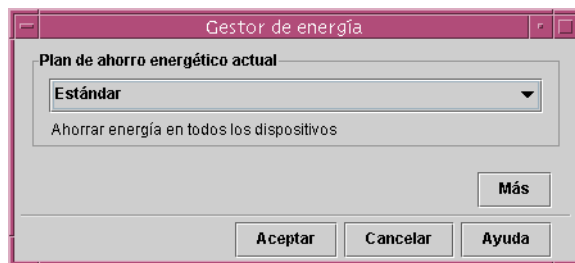 Gestor de energía
Plan de ahorro energético actual
Estándar
Ahorrar energía en todos los dispositivos
Más
Aceptar Cancelar Ayuda